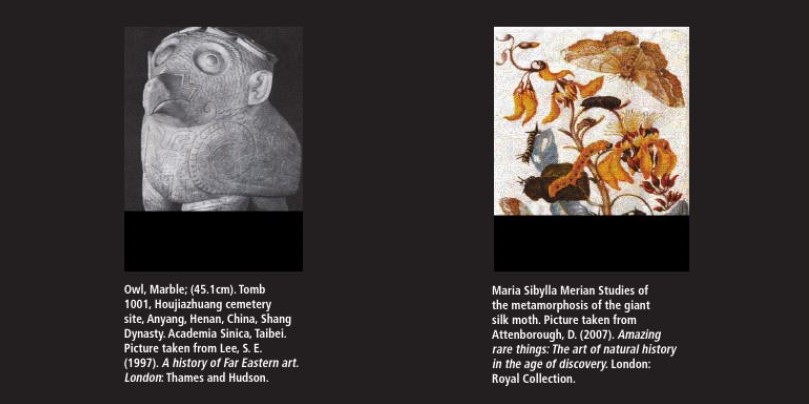 Owl, Marble; (45.1cm). Tomb
1001, Houjiazhuang cemetery
site, Anyang, Henan, China, Shang
Dynasty. Academia Sinica, Taibei.
Picture taken from Lee, S. E.
(1997). A history of Far Eastern art.
London: Thames and Hudson.
Maria Sibylla Merian Studies of
the metamorphosis of the giant
silk moth. Picture taken from
Attenborough, D. (2007). Amazing
rare things: The art of natural history
in the age of discovery. London:
Royal Collection.